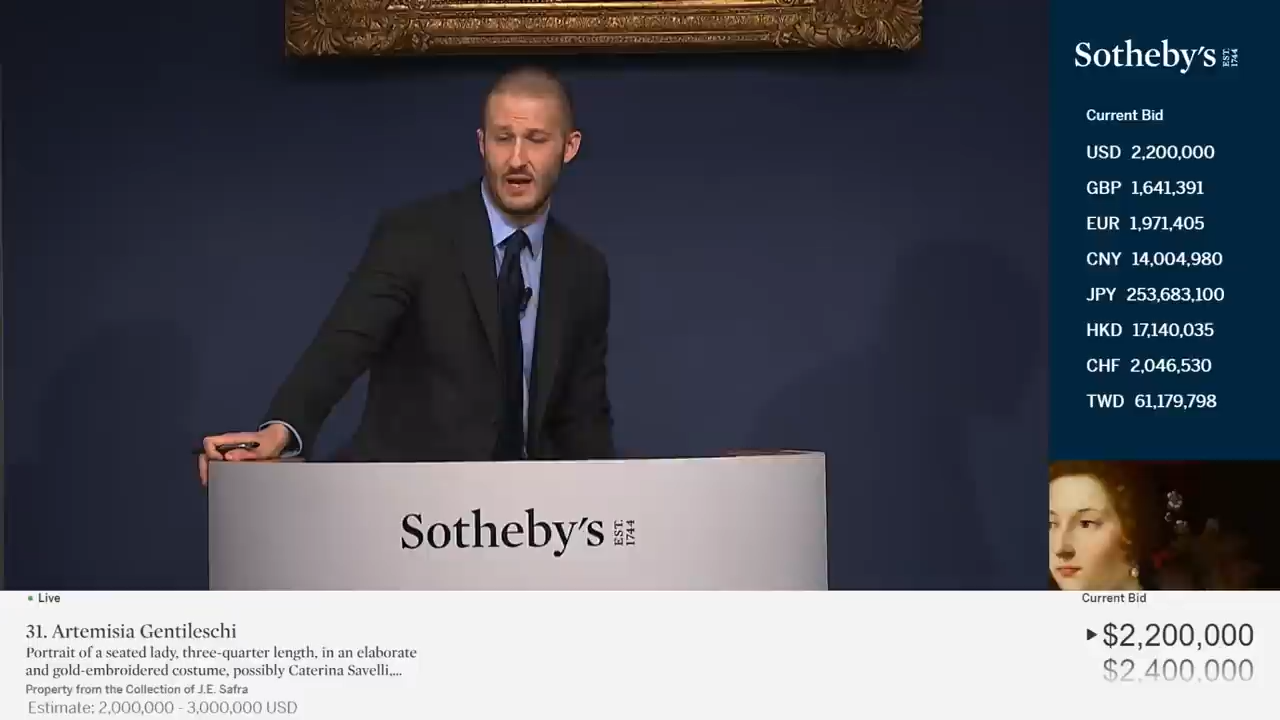 Sotheby's EST. 1744
Current Bid
USD 2,200,000
GBP 1,641,391
EUR 1,971,405
CNY 14,004,980
JPY 253,683,100
HKD 17,140,035
CHF 2,046,530
TWD 61,179,798
Sotheby's EST. 1744
Live
31. Artemisia Gentileschi
Portrait of a seated lady, three-quarter length, in an elaborate
and gold-embroidered costume, possibly Caterina Savelli,...
Property from the Collection of J.E. Safra
Estimate: 2,000,000 - 3,000,000 USD
Current Bid
$2,200,000
$2,400,000